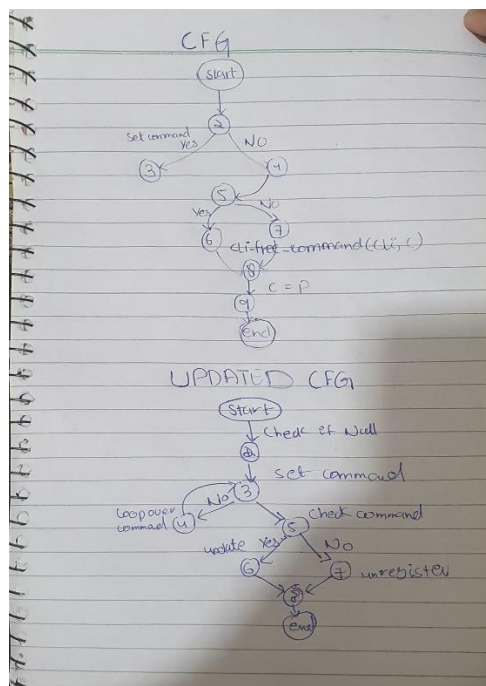 CFG
start
2
set command
Yes
NO
3
4
5
Yes
No
6
7
cli-free-command(cli, c)
8
c = P
9
end
UPDATED CFG
Start
Check if Null
2
set command
3
No
Loop over
command
4
5
Check command
update
Yes
No
6
7
unregister
8
end